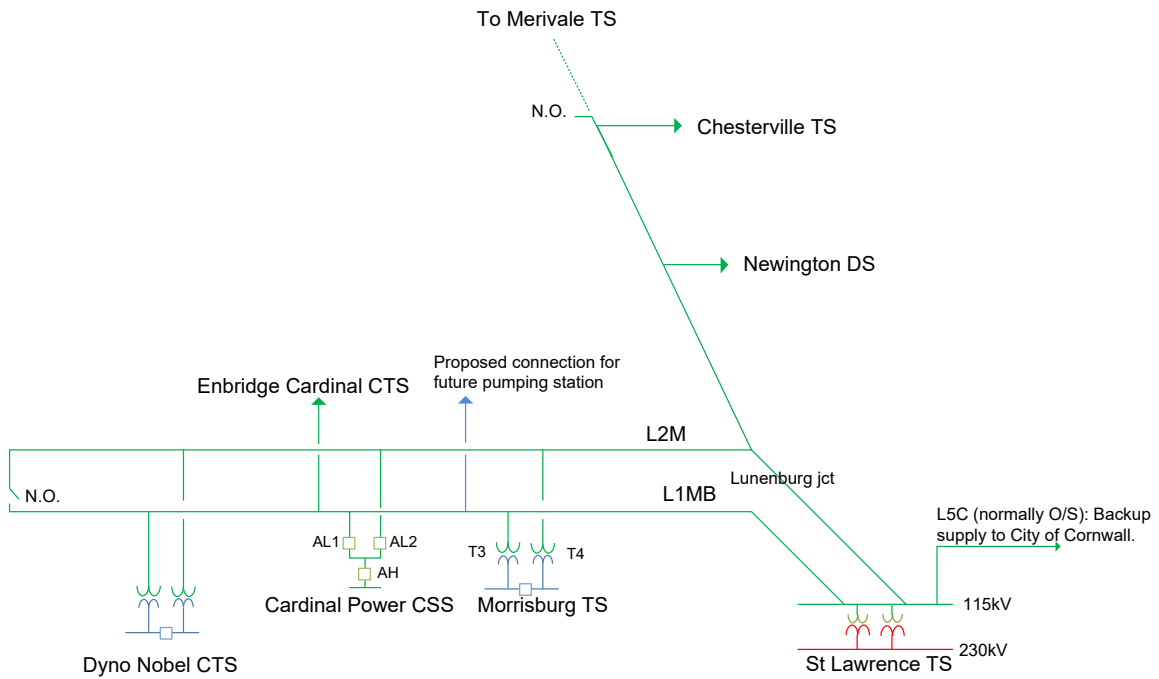 To Merivale TS
N.O.
Chesterville TS
Newington DS
Proposed connection for
future pumping station
Enbridge Cardinal CTS
L2M
Lunenburg jct
N.O.
L1MB
L5C (normally O/S): Backup
supply to City of Cornwall.
AL1
AL2
T3
T4
AH
Cardinal Power CSS
Morrisburg TS
115kV
230kV
Dyno Nobel CTS
St Lawrence TS